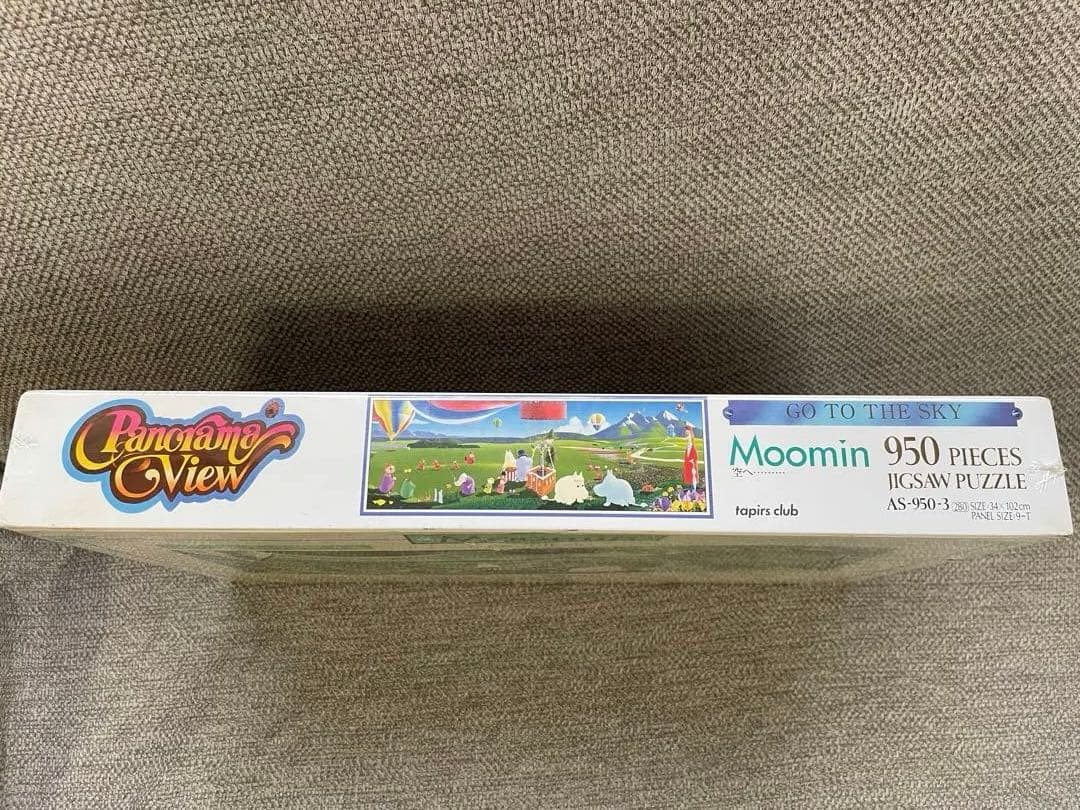 Panorama
View
GO TO THE SKY
Moomin
空へ………
tapirs club
950 PIECES
JIGSAW PUZZLE
AS-950-3 (280) SIZE:34×102cm
PANEL SIZE:9-T